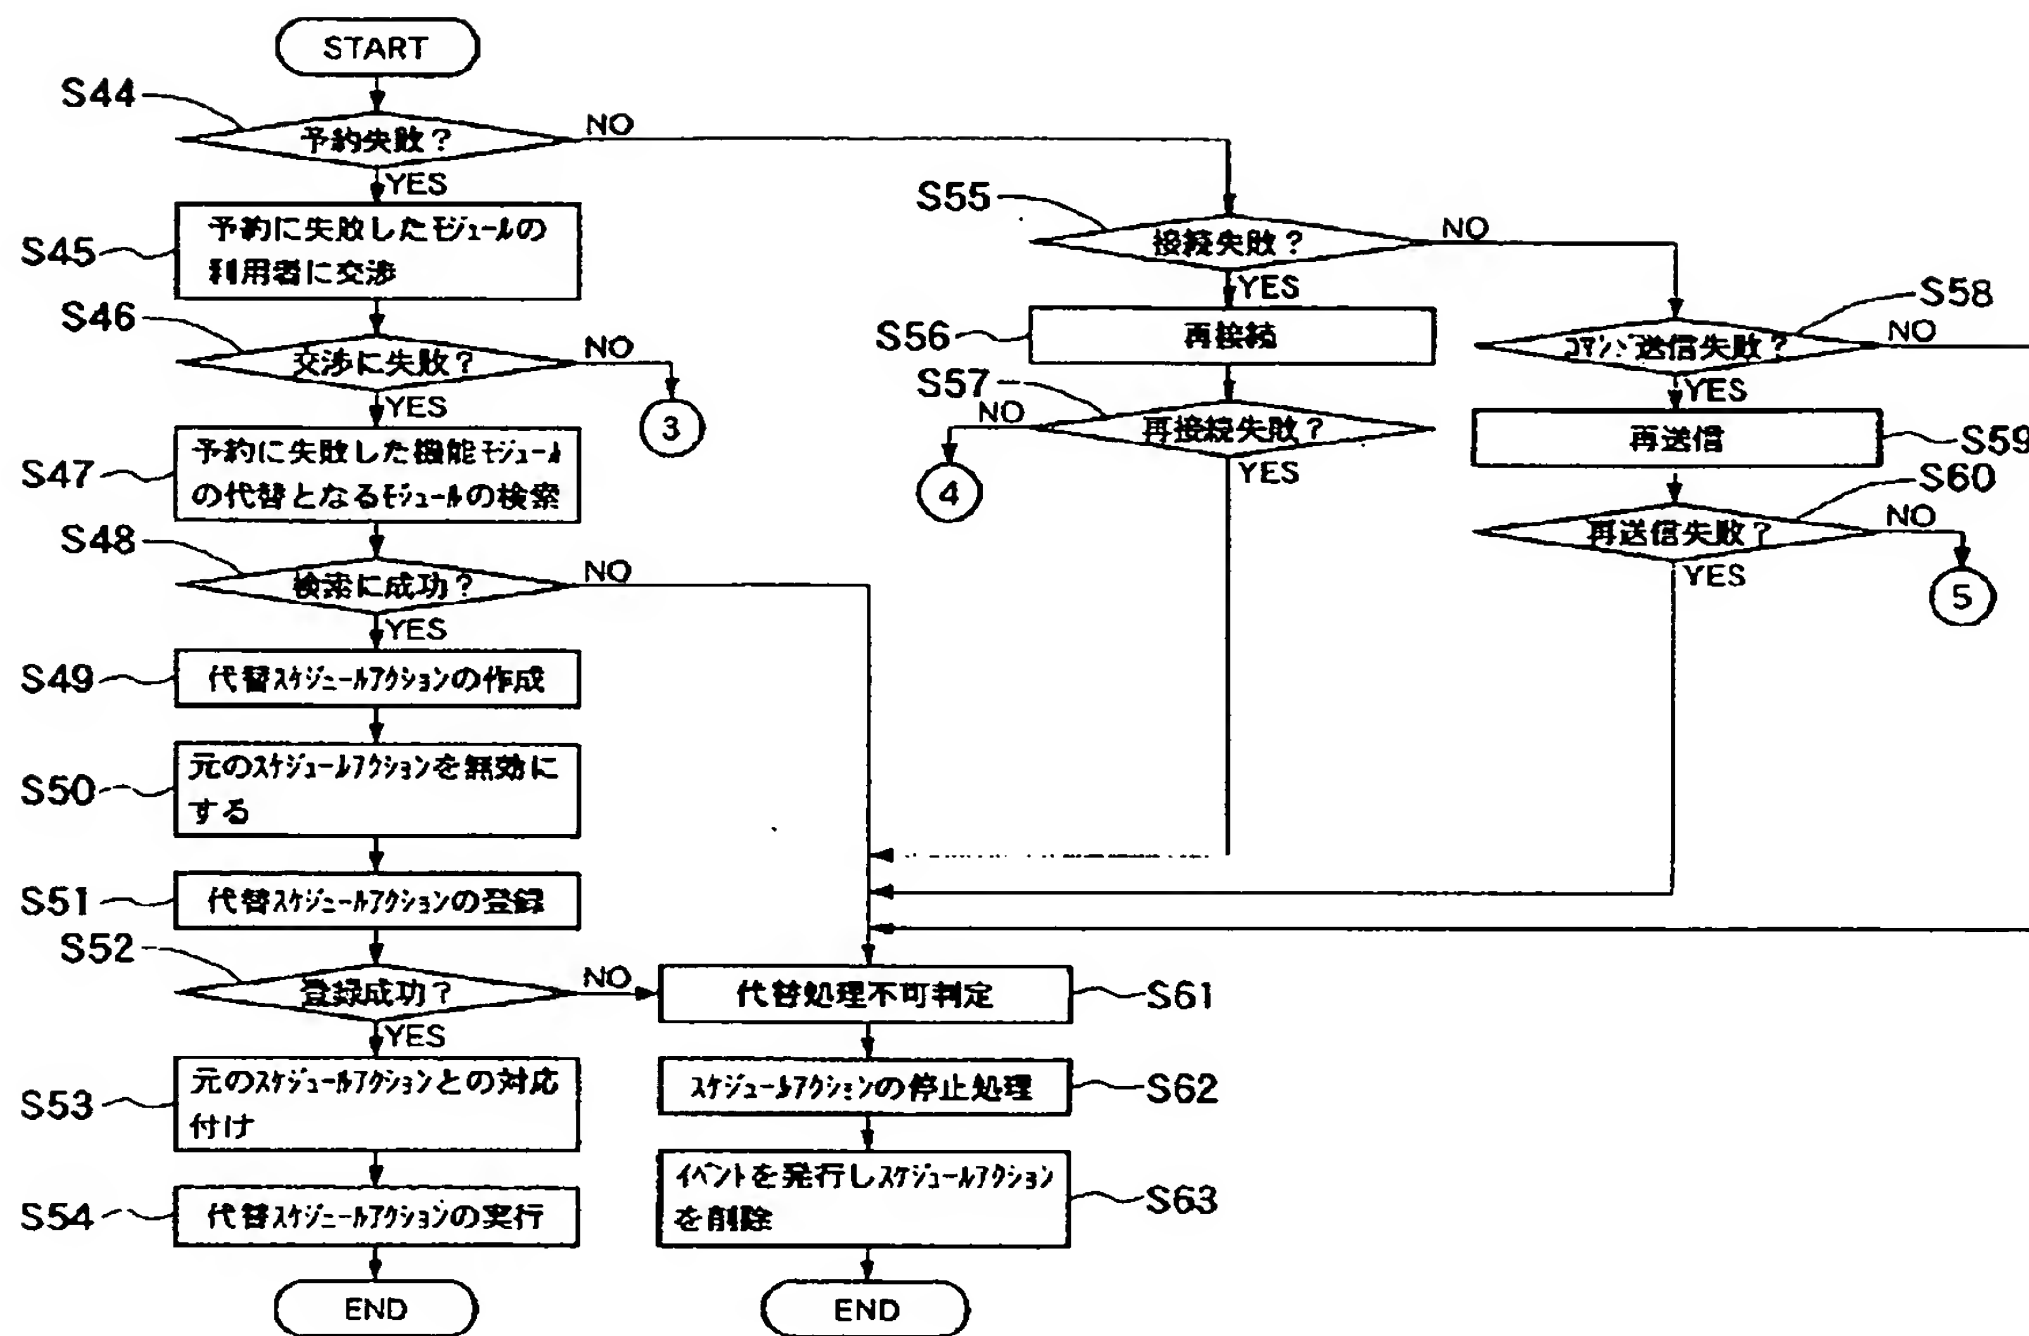 START
S44
予約失敗?
NO
YES
S45
予約に失敗したモジュールの
利用者に交渉
S46
交渉に失敗?
NO
YES
3
S47
予約に失敗した機能モジュール
の代替となるモジュールの検索
S48
検索に成功?
NO
YES
S49
代替スケジュールアクションの作成
S50
元のスケジュールアクションを無効に
する
S51
代替スケジュールアクションの登録
S52
登録成功?
NO
YES
S53
元のスケジュールアクションとの対応
付け
S54
代替スケジュールアクションの実行
END
S55
接続失敗?
NO
YES
S56
再接続
S57
再接続失敗?
NO
YES
4
S58
コマンド送信失敗?
NO
YES
再送信
S59
S60
再送信失敗?
NO
YES
5
代替処理不可判定
S61
スケジュールアクションの停止処理
S62
イベントを発行しスケジュールアクション
を削除
S63
END